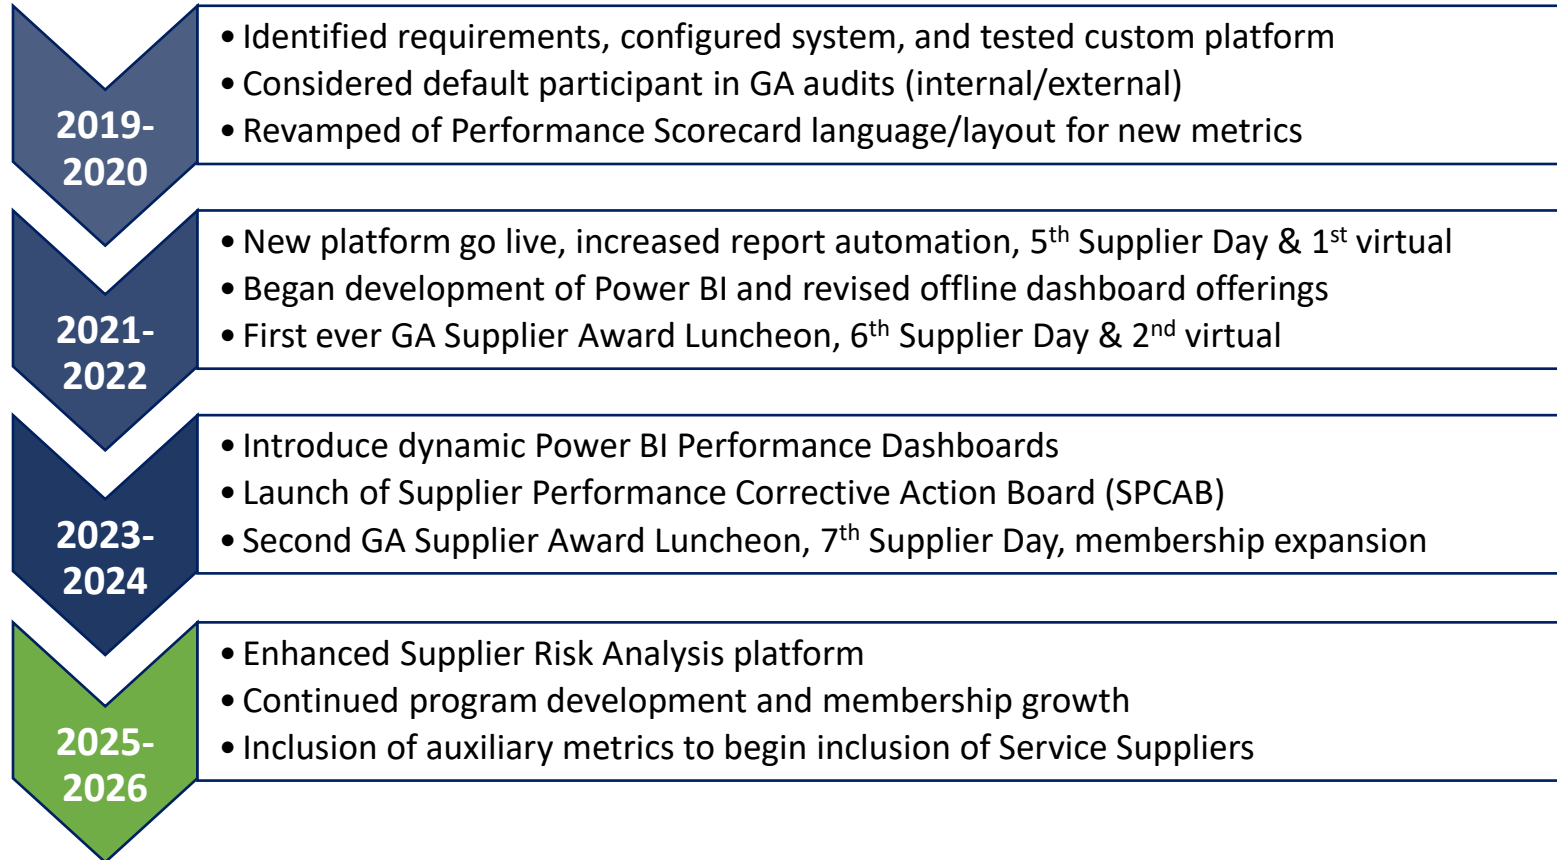 2019-
2020
• Identified requirements, configured system, and tested custom platform
• Considered default participant in GA audits (internal/external)
• Revamped of Performance Scorecard language/layout for new metrics
2021-
2022
• New platform go live, increased report automation, 5th Supplier Day & 1st virtual
• Began development of Power BI and revised offline dashboard offerings
• First ever GA Supplier Award Luncheon, 6th Supplier Day & 2nd virtual
2023-
2024
• Introduce dynamic Power BI Performance Dashboards
• Launch of Supplier Performance Corrective Action Board (SPCAB)
• Second GA Supplier Award Luncheon, 7th Supplier Day, membership expansion
2025-
2026
• Enhanced Supplier Risk Analysis platform
• Continued program development and membership growth
• Inclusion of auxiliary metrics to begin inclusion of Service Suppliers